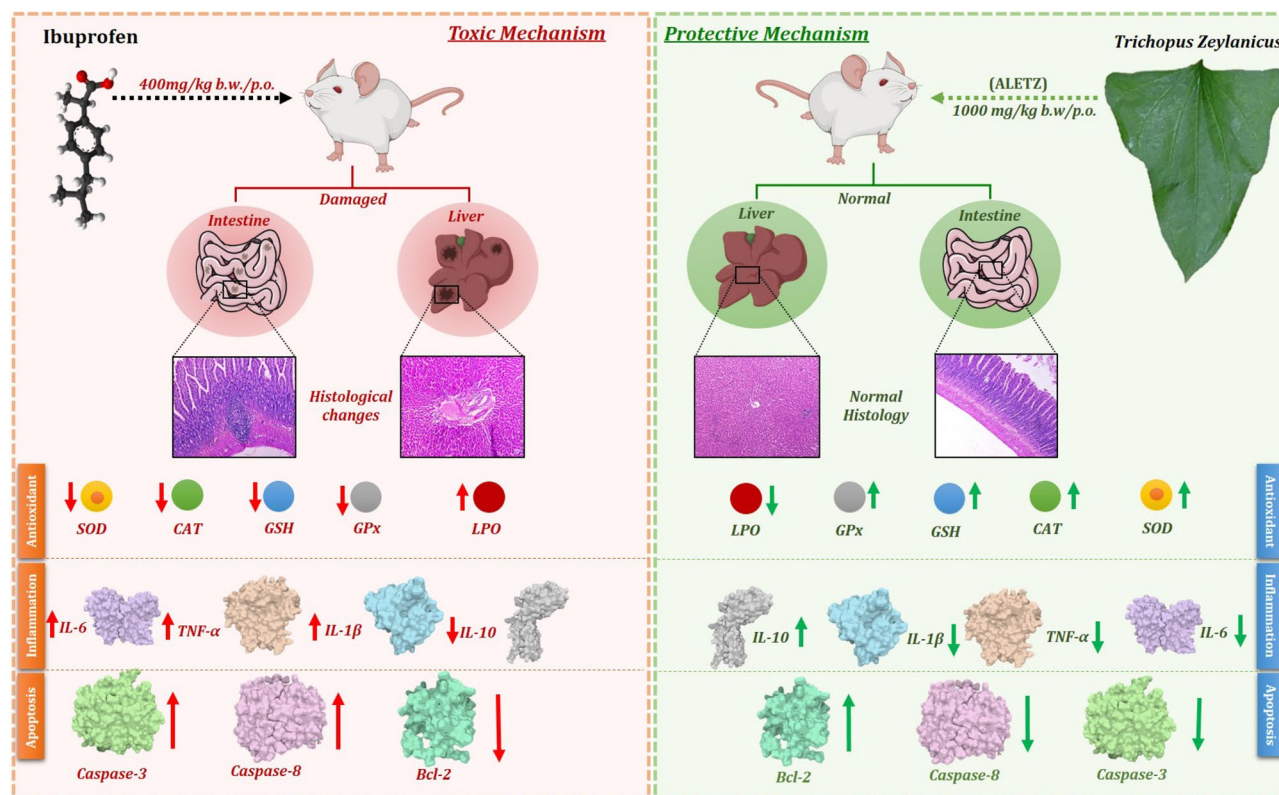 Ibuprofen
Toxic Mechanism
400mg/kg b.w./p.o.
Damaged
Intestine
Liver
Histological
changes
Antioxidant
SOD
CAT
GSH
GPx
LPO
Inflammation
IL-6
TNF-α
IL-1β
IL-10
Apoptosis
Caspase-3
Caspase-8
Bcl-2
Protective Mechanism
Trichopus Zeylanicus
(ALETZ)
1000 mg/kg b.w/p.o.
Normal
Liver
Intestine
Normal
Histology
LPO
GPx
GSH
CAT
SOD
Antioxidant
IL-10
IL-1β
TNF-α
IL-6
Inflammation
Bcl-2
Caspase-8
Caspase-3
Apoptosis